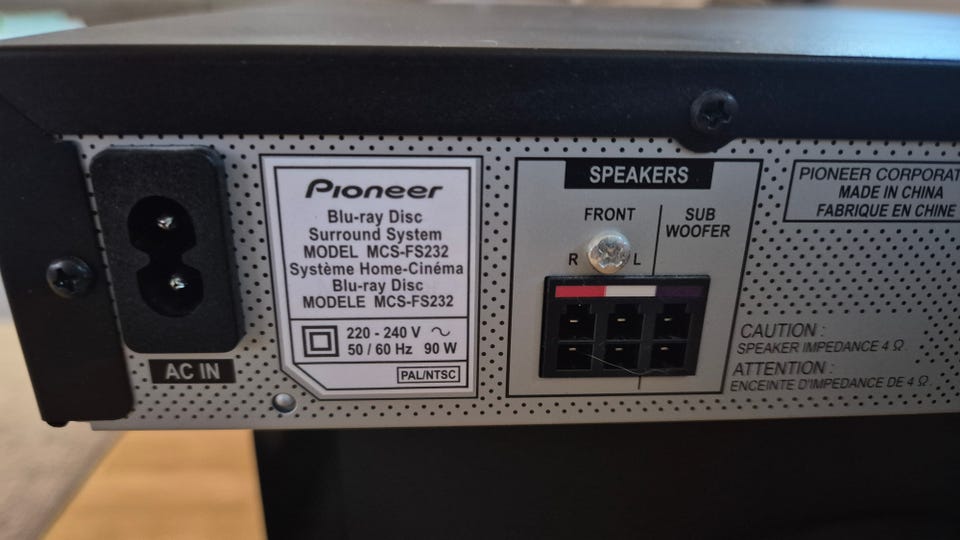 Pioneer
Blu-ray Disc
Surround System
MODEL MCS-FS232
Système Home-Cinéma
Blu-ray Disc
MODELE MCS-FS232
220 - 240 V ~
50 / 60 Hz 90 W
PAL/NTSC
AC IN
SPEAKERS
FRONT
SUB
WOOFER
R L
PIONEER CORPORAT
MADE IN CHINA
FABRIQUE EN CHINE
CAUTION :
SPEAKER IMPEDANCE 4 Ω.
ATTENTION :
ENCEINTE D'IMPEDANCE DE 4 Ω.